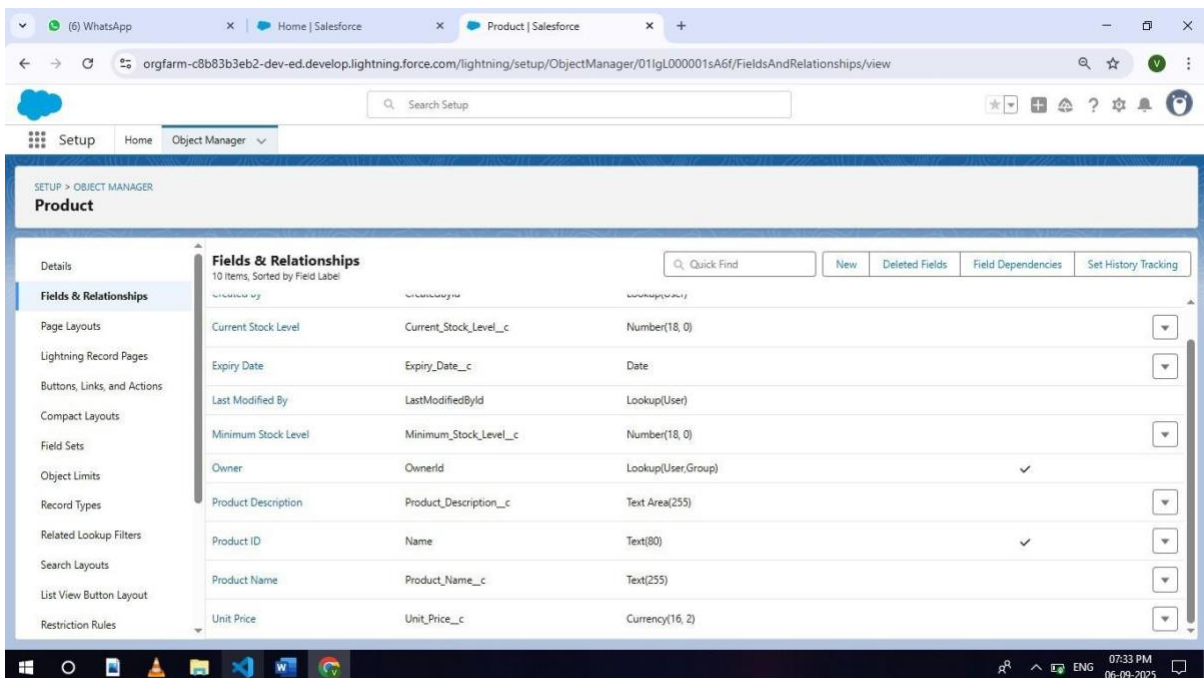 (6) WhatsApp
Home | Salesforce
Product | Salesforce
orgfarm-c8b83b3eb2-dev-ed.develop.lightning.force.com/lightning/setup/ObjectManager/01IgL000001sA6f/FieldsAndRelationships/view
V
Search Setup
Setup
Home
Object Manager
SETUP > OBJECT MANAGER
Product
Details
Fields & Relationships
Page Layouts
Lightning Record Pages
Buttons, Links, and Actions
Compact Layouts
Field Sets
Object Limits
Record Types
Related Lookup Filters
Search Layouts
List View Button Layout
Restriction Rules
Fields & Relationships
10 Items, Sorted by Field Label
Quick Find
New
Deleted Fields
Field Dependencies
Set History Tracking
Created By CreatedById Lookup(User)
Current Stock Level Current_Stock_Level__c Number(18, 0)
Expiry Date Expiry_Date__c Date
Last Modified By LastModifiedById Lookup(User)
Minimum Stock Level Minimum_Stock_Level__c Number(18, 0)
Owner OwnerId Lookup(User,Group)
Product Description Product_Description__c Text Area(255)
Product ID Name Text(80)
Product Name Product_Name__c Text(255)
Unit Price Unit_Price__c Currency(16, 2)
ENG
07:33 PM
06-09-2025